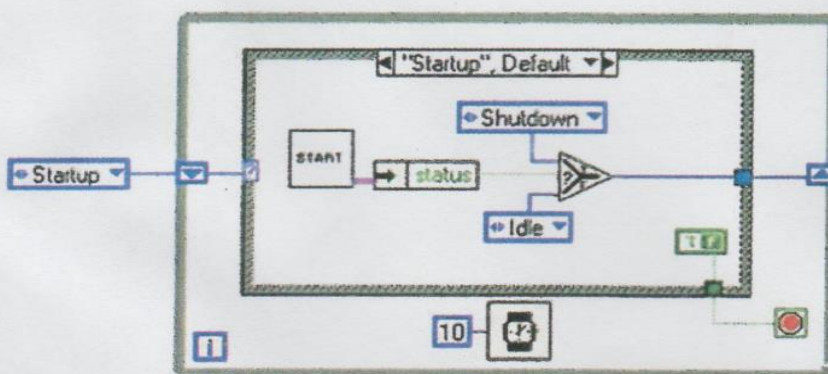 "Startup", Default
Shutdown
START
Startup
status
?
Idle
T F
10
i